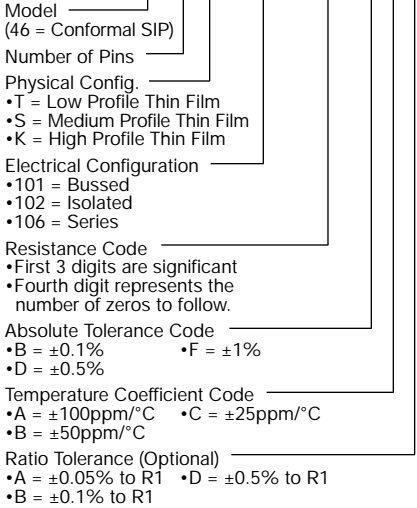 Model
(46 = Conformal SIP)
Number of Pins
Physical Config.
•T = Low Profile Thin Film
•S = Medium Profile Thin Film
•K = High Profile Thin Film
Electrical Configuration
•101 = Bussed
•102 = Isolated
•106 = Series
Resistance Code
•First 3 digits are significant
•Fourth digit represents the
number of zeros to follow.
Absolute Tolerance Code
•B = ±0.1% •F = ±1%
•D = ±0.5%
Temperature Coefficient Code
•A = ±100ppm/°C •C = ±25ppm/°C
•B = ±50ppm/°C
Ratio Tolerance (Optional)
•A = ±0.05% to R1 •D = ±0.5% to R1
•B = ±0.1% to R1